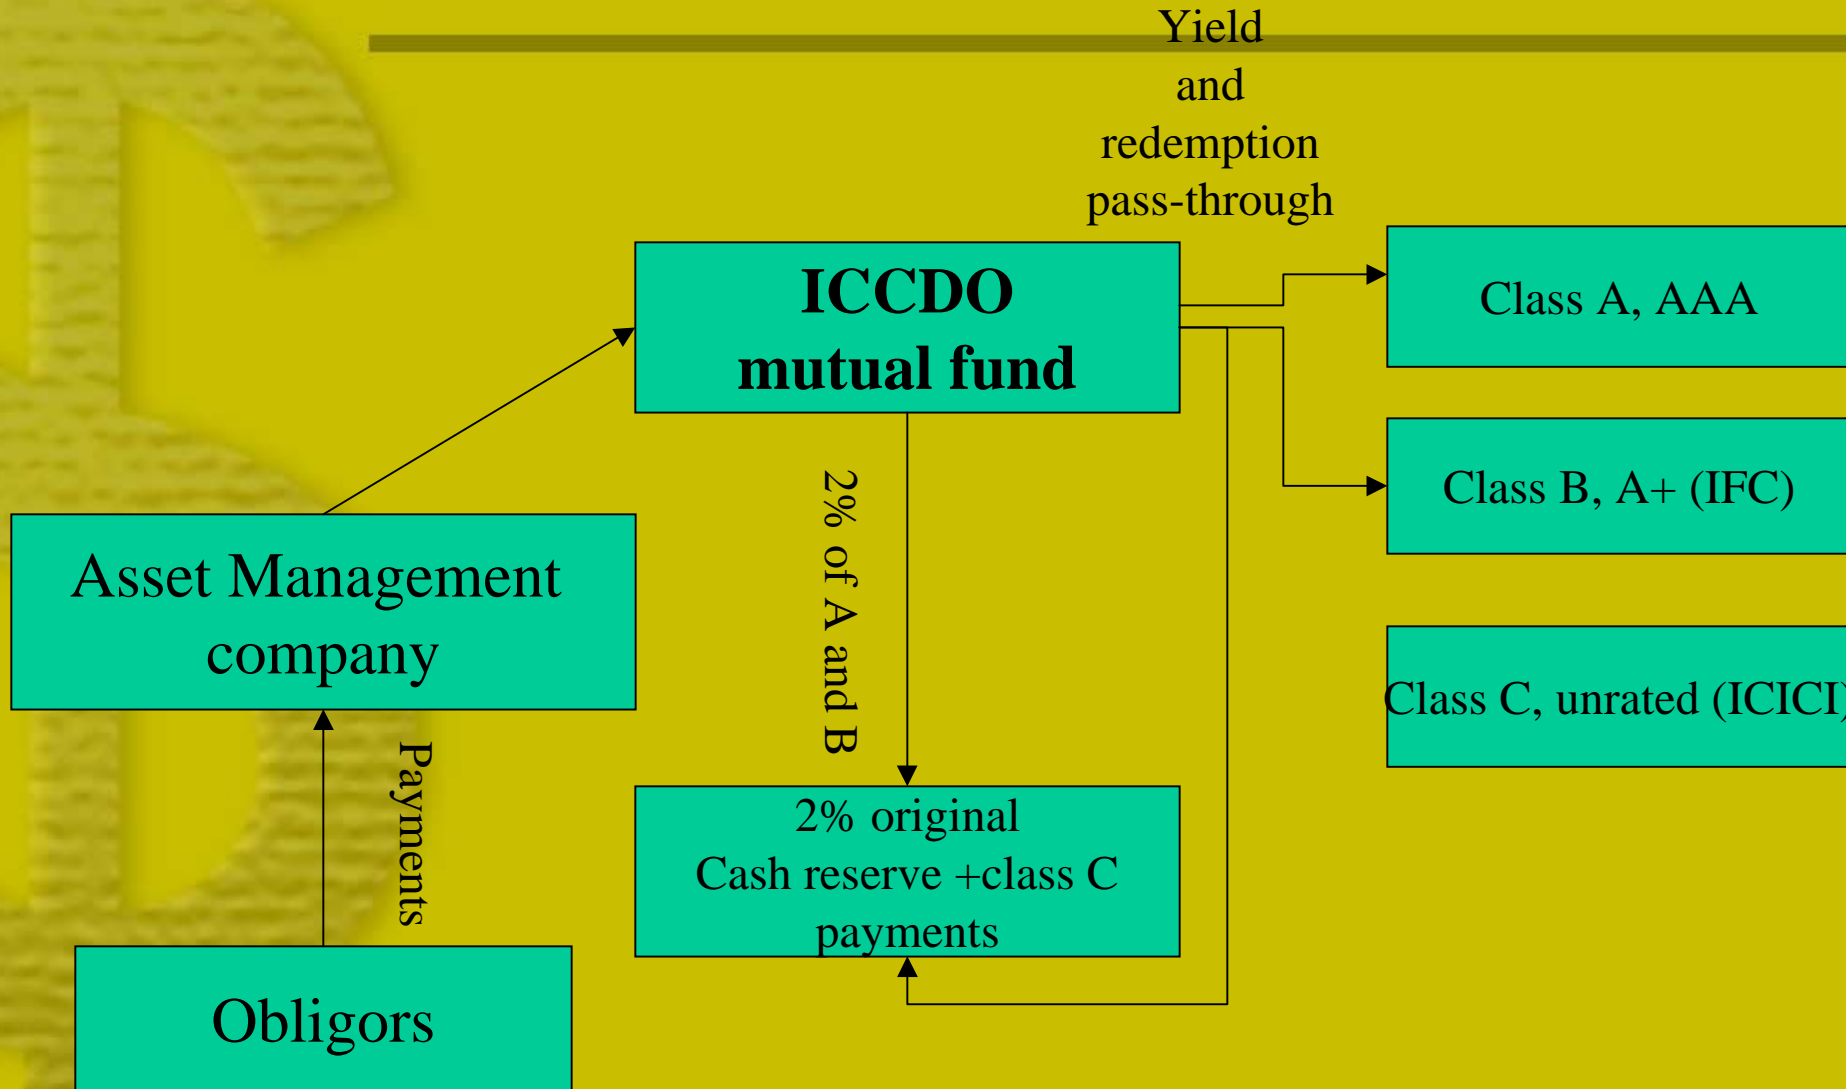 Yield
and
redemption
pass-through
ICCDO
mutual fund
Class A, AAA
Class B, A+ (IFC)
2% of A and B
Asset Management
company
Class C, unrated (ICICI)
Payments
2% original
Cash reserve +class C
payments
Obligors